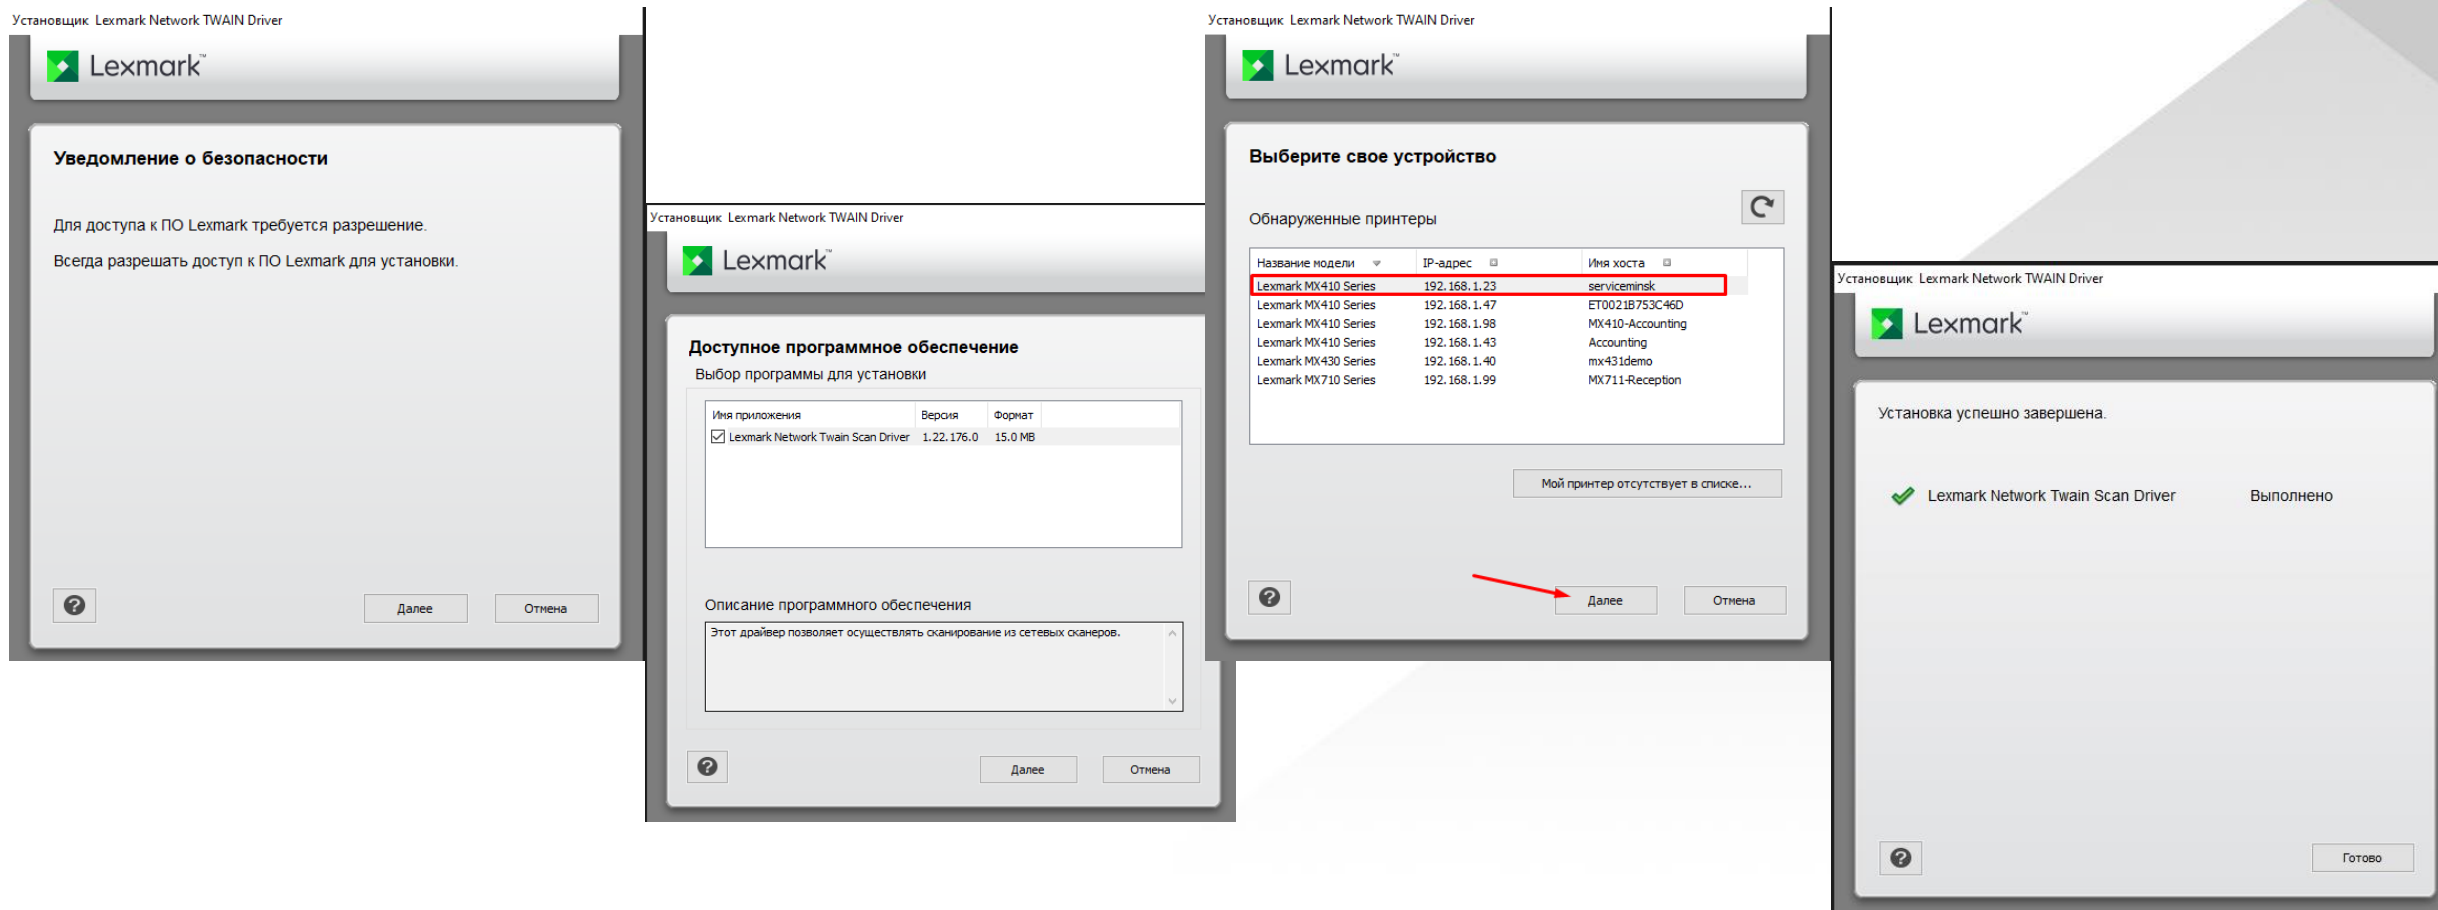 Установщик Lexmark Network TWAIN Driver
Lexmark™
Уведомление о безопасности
Для доступа к ПО Lexmark требуется разрешение.
Всегда разрешать доступ к ПО Lexmark для установки.
?
Далее
Отмена
Установщик Lexmark Network TWAIN Driver
Lexmark™
Доступное программное обеспечение
Выбор программы для установки
Имя приложения Версия Формат
Lexmark Network Twain Scan Driver 1.22.176.0 15.0 MB
Описание программного обеспечения
Этот драйвер позволяет осуществлять сканирование из сетевых сканеров.
?
Далее
Отмена
Установщик Lexmark Network TWAIN Driver
Lexmark™
Выберите свое устройство
Обнаруженные принтеры
Название модели IP-адрес Имя хоста
Lexmark MX410 Series 192.168.1.23 serviceminsk
Lexmark MX410 Series 192.168.1.47 ET0021B753C46D
Lexmark MX410 Series 192.168.1.98 MX410-Accounting
Lexmark MX410 Series 192.168.1.43 Accounting
Lexmark MX430 Series 192.168.1.40 mx431demo
Lexmark MX710 Series 192.168.1.99 MX711-Reception
Мой принтер отсутствует в списке...
?
Далее
Отмена
Установщик Lexmark Network TWAIN Driver
Lexmark™
Установка успешно завершена.
Lexmark Network Twain Scan Driver Выполнено
?
Готово